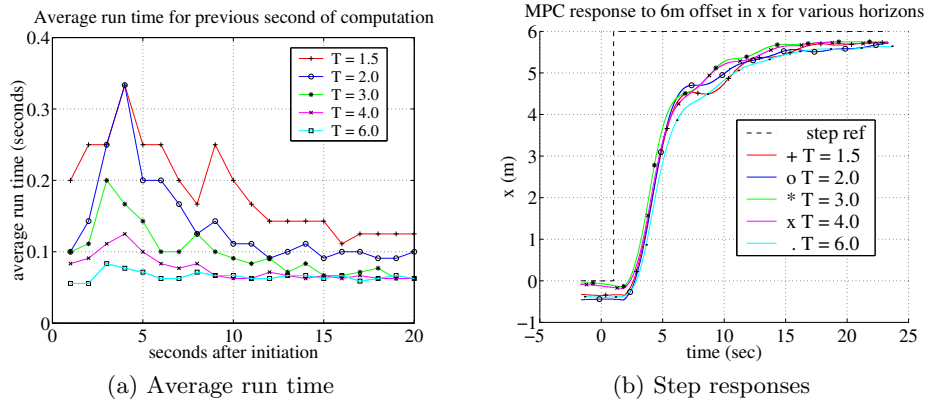 Average run time for previous second of computation
0.4
0.3
0.2
0.1
0
0
5
10
15
20
average run time (seconds)
seconds after initiation
T = 1.5
T = 2.0
T = 3.0
T = 4.0
T = 6.0
(a) Average run time
MPC response to 6m offset in x for various horizons
6
5
4
3
2
1
0
−1
−5
0
5
10
15
20
25
x (m)
time (sec)
step ref
+ T = 1.5
o T = 2.0
* T = 3.0
x T = 4.0
. T = 6.0
(b) Step responses